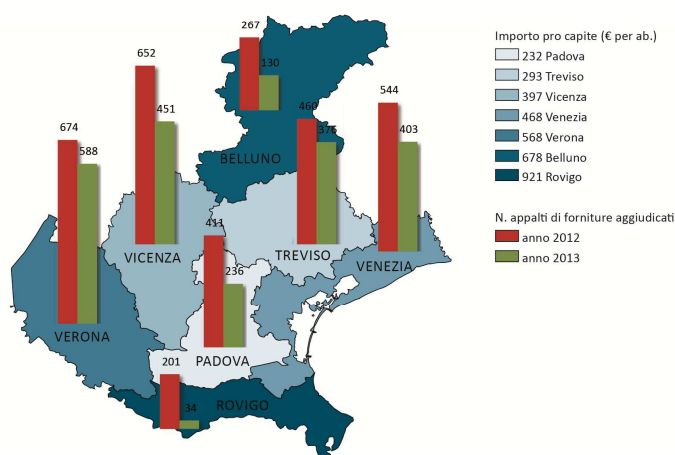 Importo pro capite (€ per ab.)
232 Padova
293 Treviso
397 Vicenza
468 Venezia
568 Verona
678 Belluno
921 Rovigo
N. appalti di forniture aggiudicati
anno 2012
anno 2013
267
130
BELLUNO
652
451
VICENZA
460
376
TREVISO
544
403
VENEZIA
674
588
VERONA
411
236
PADOVA
201
34
ROVIGO